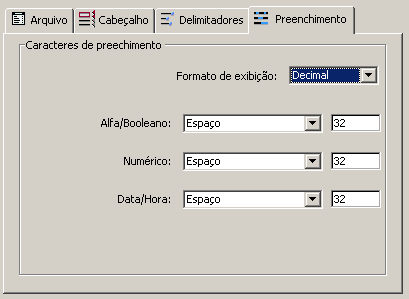 Arquivo Cabeçalho Delimitadores Preenchimento
Caracteres de preechimento
Formato de exibição: Decimal
Alfa/Booleano: Espaço 32
Numérico: Espaço 32
Data/Hora: Espaço 32